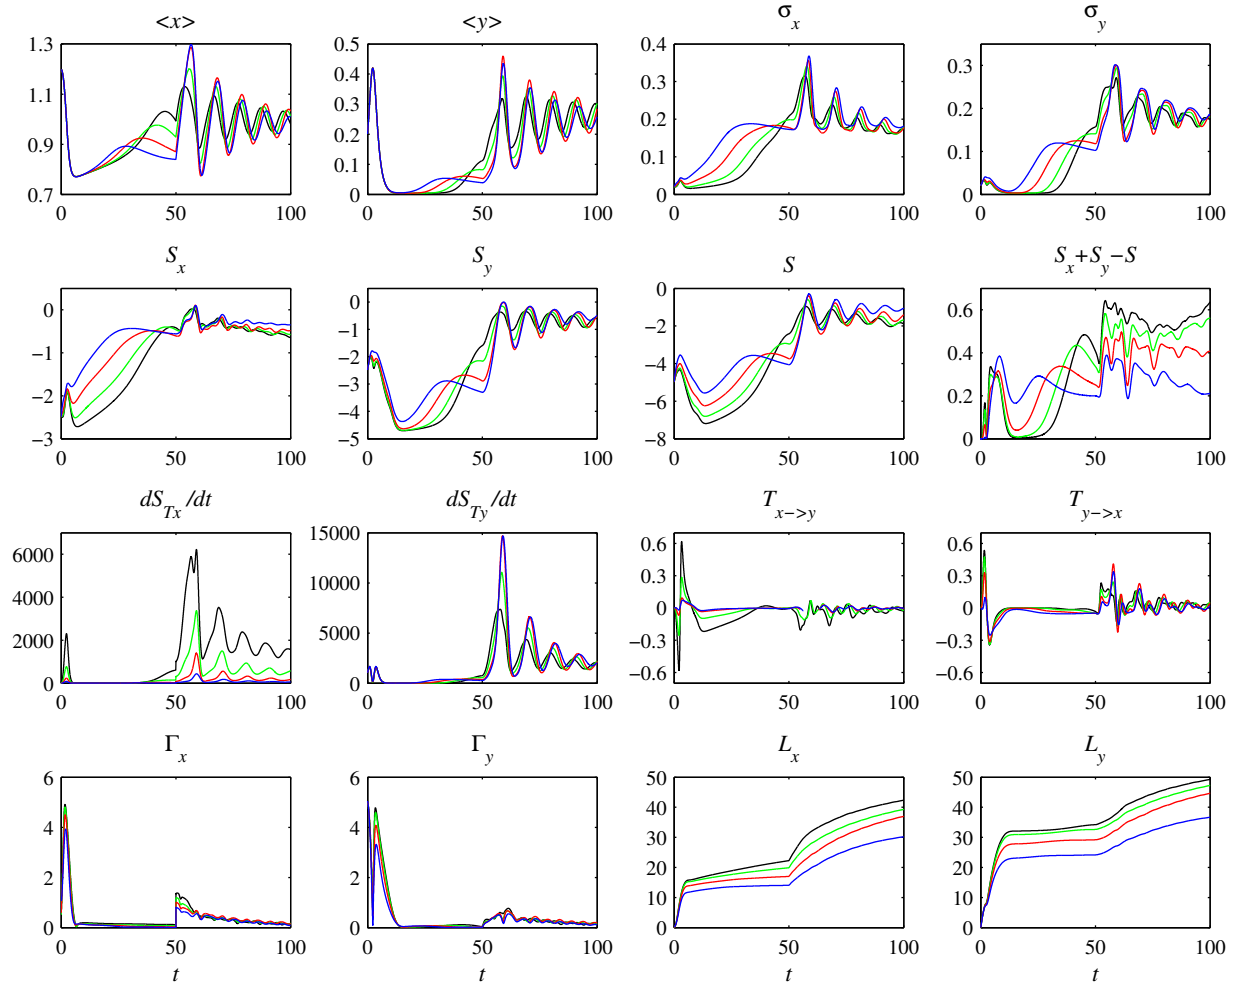 <x> <y> σx σy
1.3 0.5 0.4 0.3
1.1 0.4 0.3 0.2
0.9 0.3 0.2 0.1
0.7 0.2 0.1 0
0.1 0
0
0 50 100 0 50 100 0 50 100 0 50 100
Sx Sy S Sx+Sy−S
0 0 0 0.6
−1 −1 −2 0.4
−2 −2 −4 0.2
−3 −3 −6 0
−4 −8
−5
0 50 100 0 50 100 0 50 100 0 50 100
dSTx/dt dSTy/dt Tx−>y Ty−>x
6000 15000 0.6 0.6
4000 10000 0.3 0.3
2000 5000 0 0
0 0 −0.3 −0.3
−0.6 −0.6
0 50 100 0 50 100 0 50 100 0 50 100
Γx Γy Lx Ly
6 6 50 50
4 4 40 40
2 2 30 30
0 0 20 20
10 10
0 0
0 50 100 0 50 100 0 50 100 0 50 100
t t t t